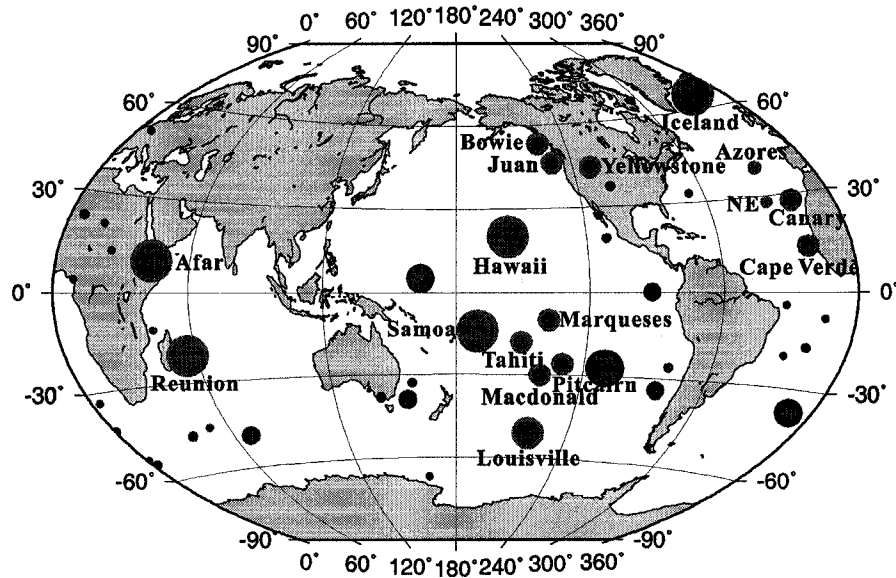 0° 60° 120° 180° 240° 300° 360°
90° 90°
60° 60°
Iceland
Bowie Azores
Juan Yellowstone
30° 30°
NE Canary
Afar Hawaii Cape Verde
0° 0°
Samoa Marqueses
Tahiti
Reunion Pitcairn
-30° Macdonald -30°
Louisville
-60° -60°
-90° -90°
0° 60° 120° 180° 240° 300° 360°